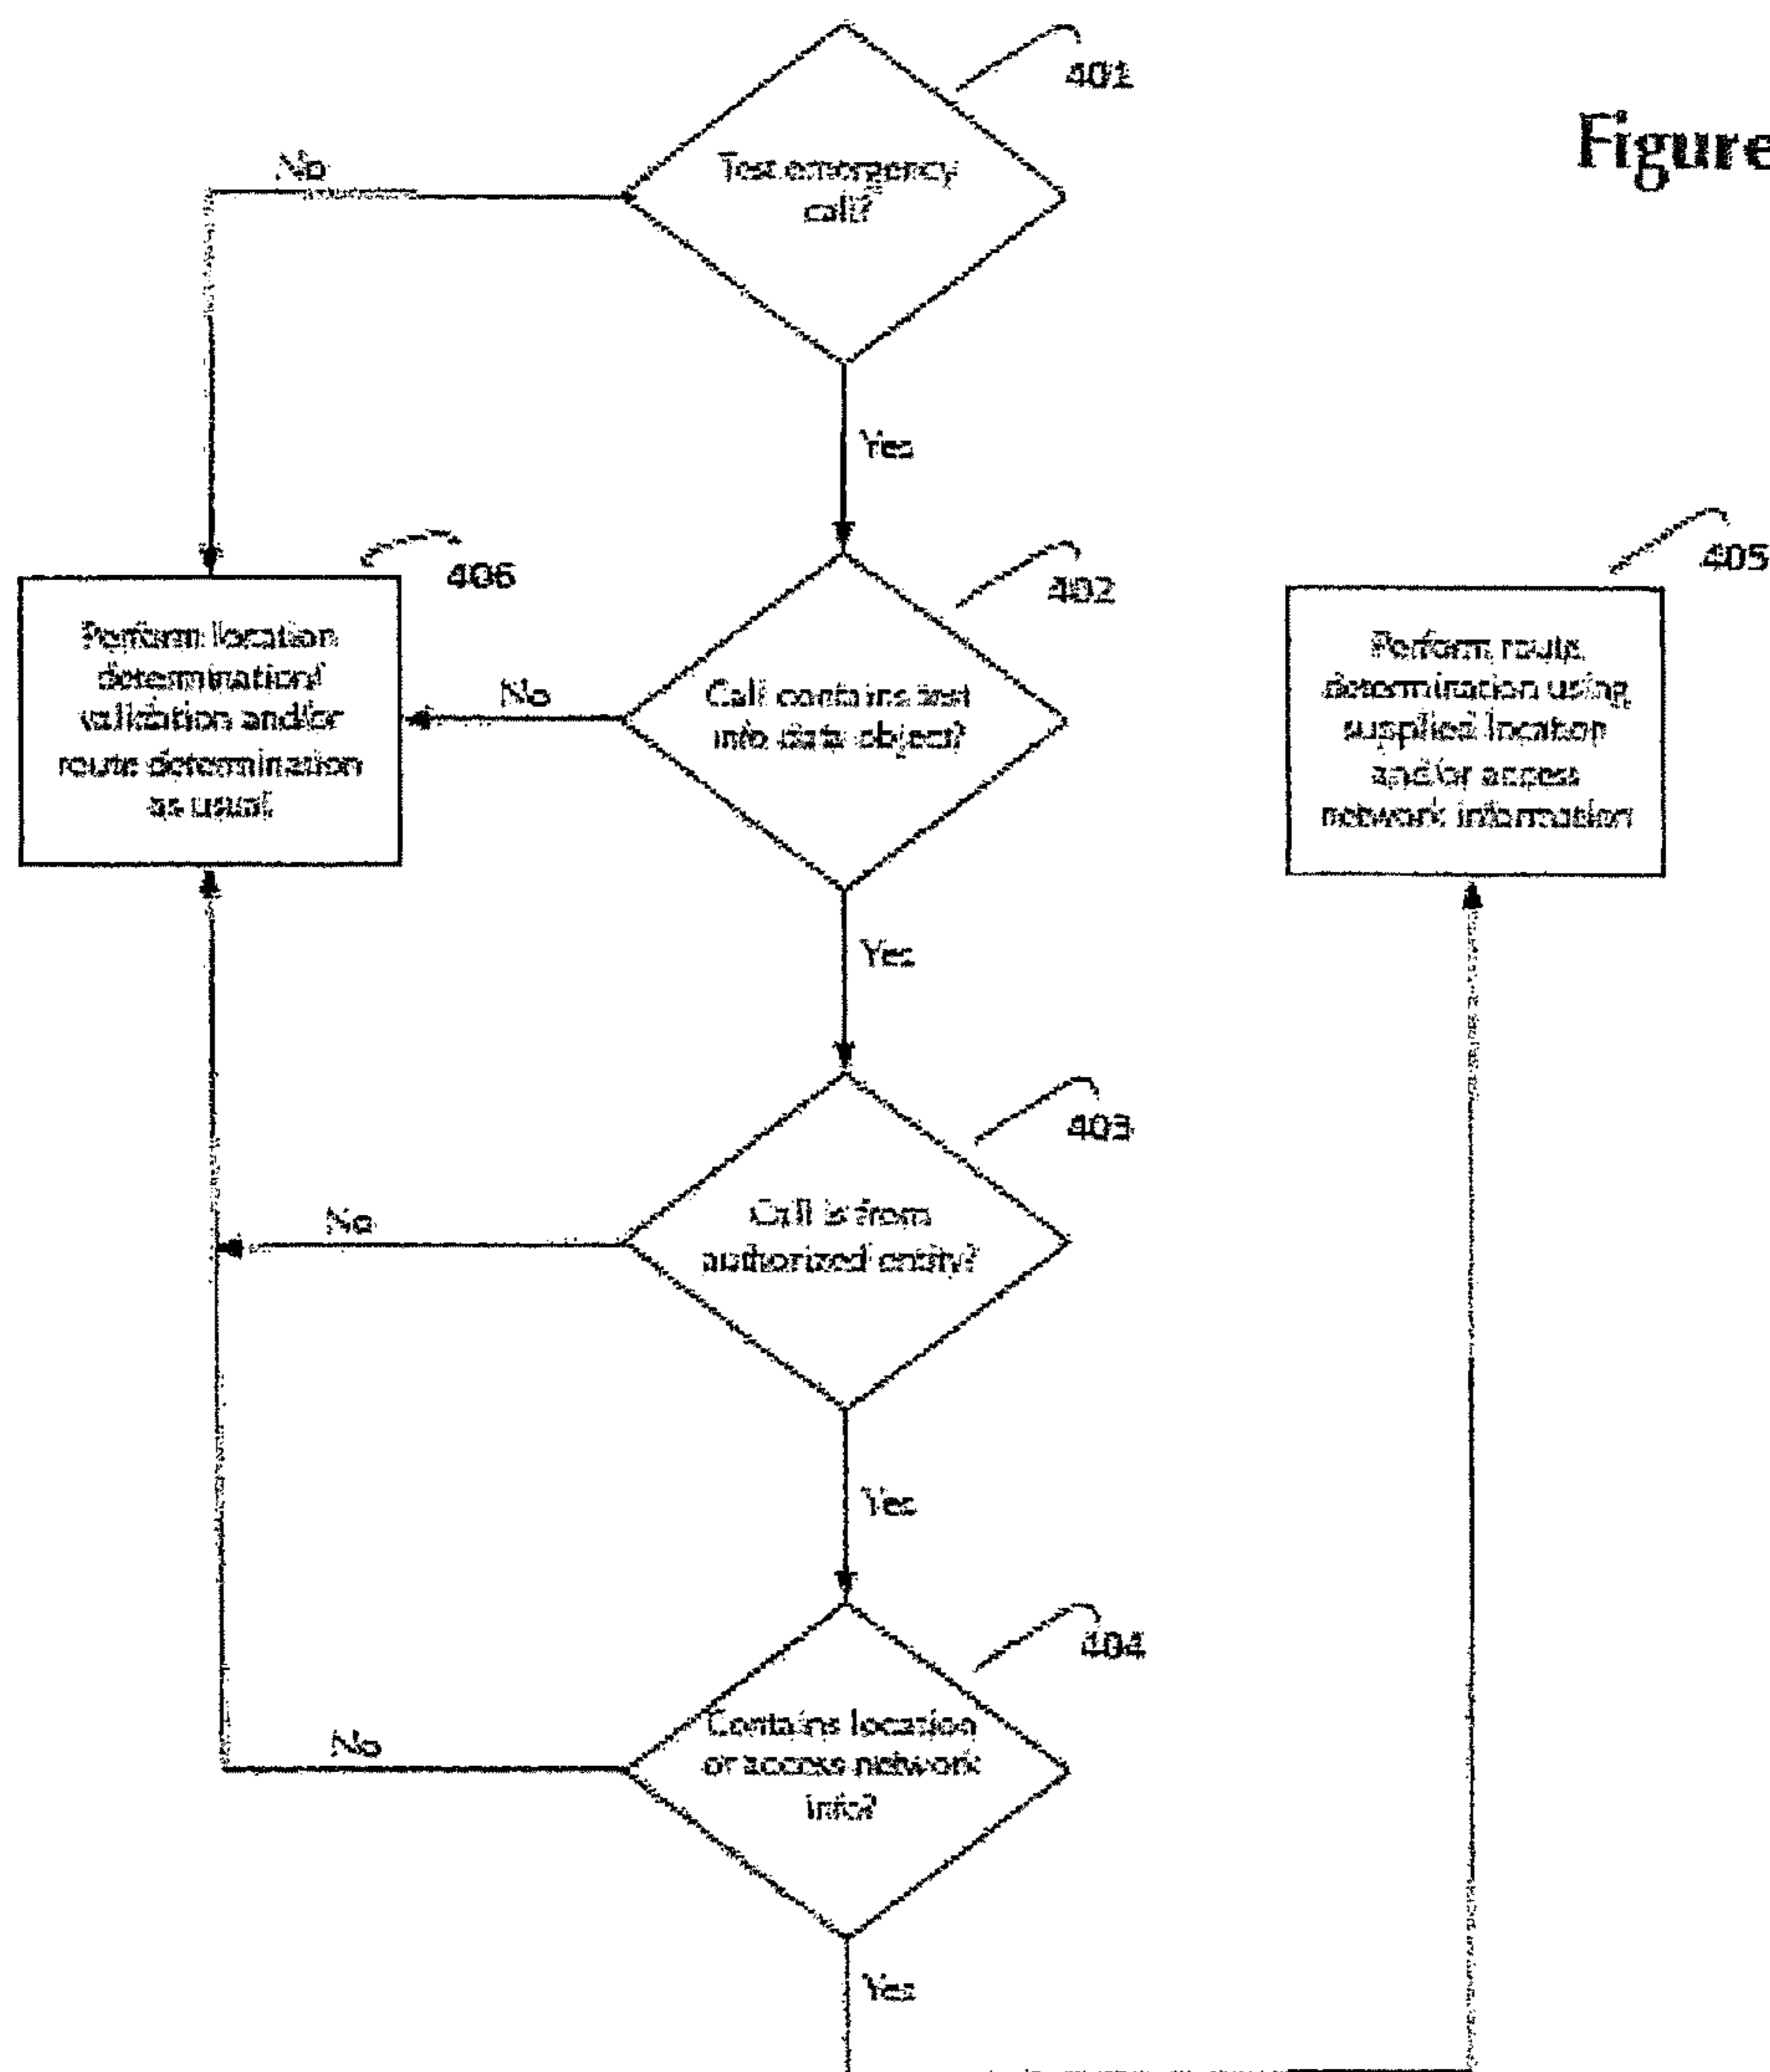 401
Figure
Test emergency
call?
No
Yes
406
402
405
Perform location
determination/
validation and/or
route determination
as usual
No
Call contains test
info data object?
Perform route
determination using
supplied location
and/or access
network information
Yes
403
No
Call is from
authorized entity?
Yes
404
No
Contains location
or access network
info?
Yes